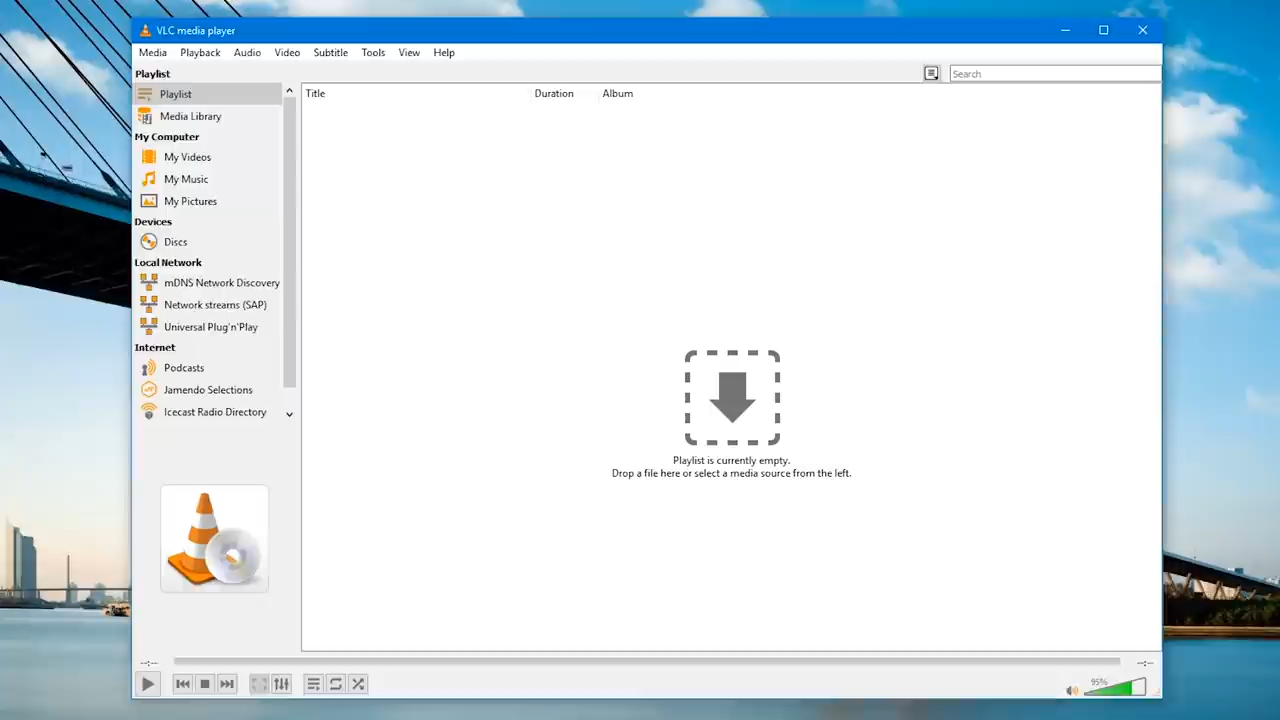 VLC media player
Media Playback Audio Video Subtitle Tools View Help
Playlist
Search
Playlist
Title Duration Album
Media Library
My Computer
My Videos
My Music
My Pictures
Devices
Discs
Local Network
mDNS Network Discovery
Network streams (SAP)
Universal Plug'n'Play
Internet
Podcasts
Jamendo Selections
Icecast Radio Directory
Playlist is currently empty.
Drop a file here or select a media source from the left.
--:-- --:--
95%